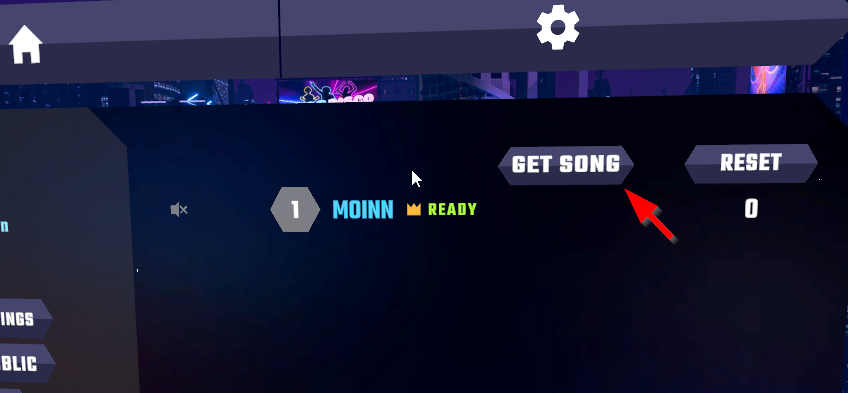 GET SONG
RESET
1 MOINN READY
0
n
INGS
BLIC